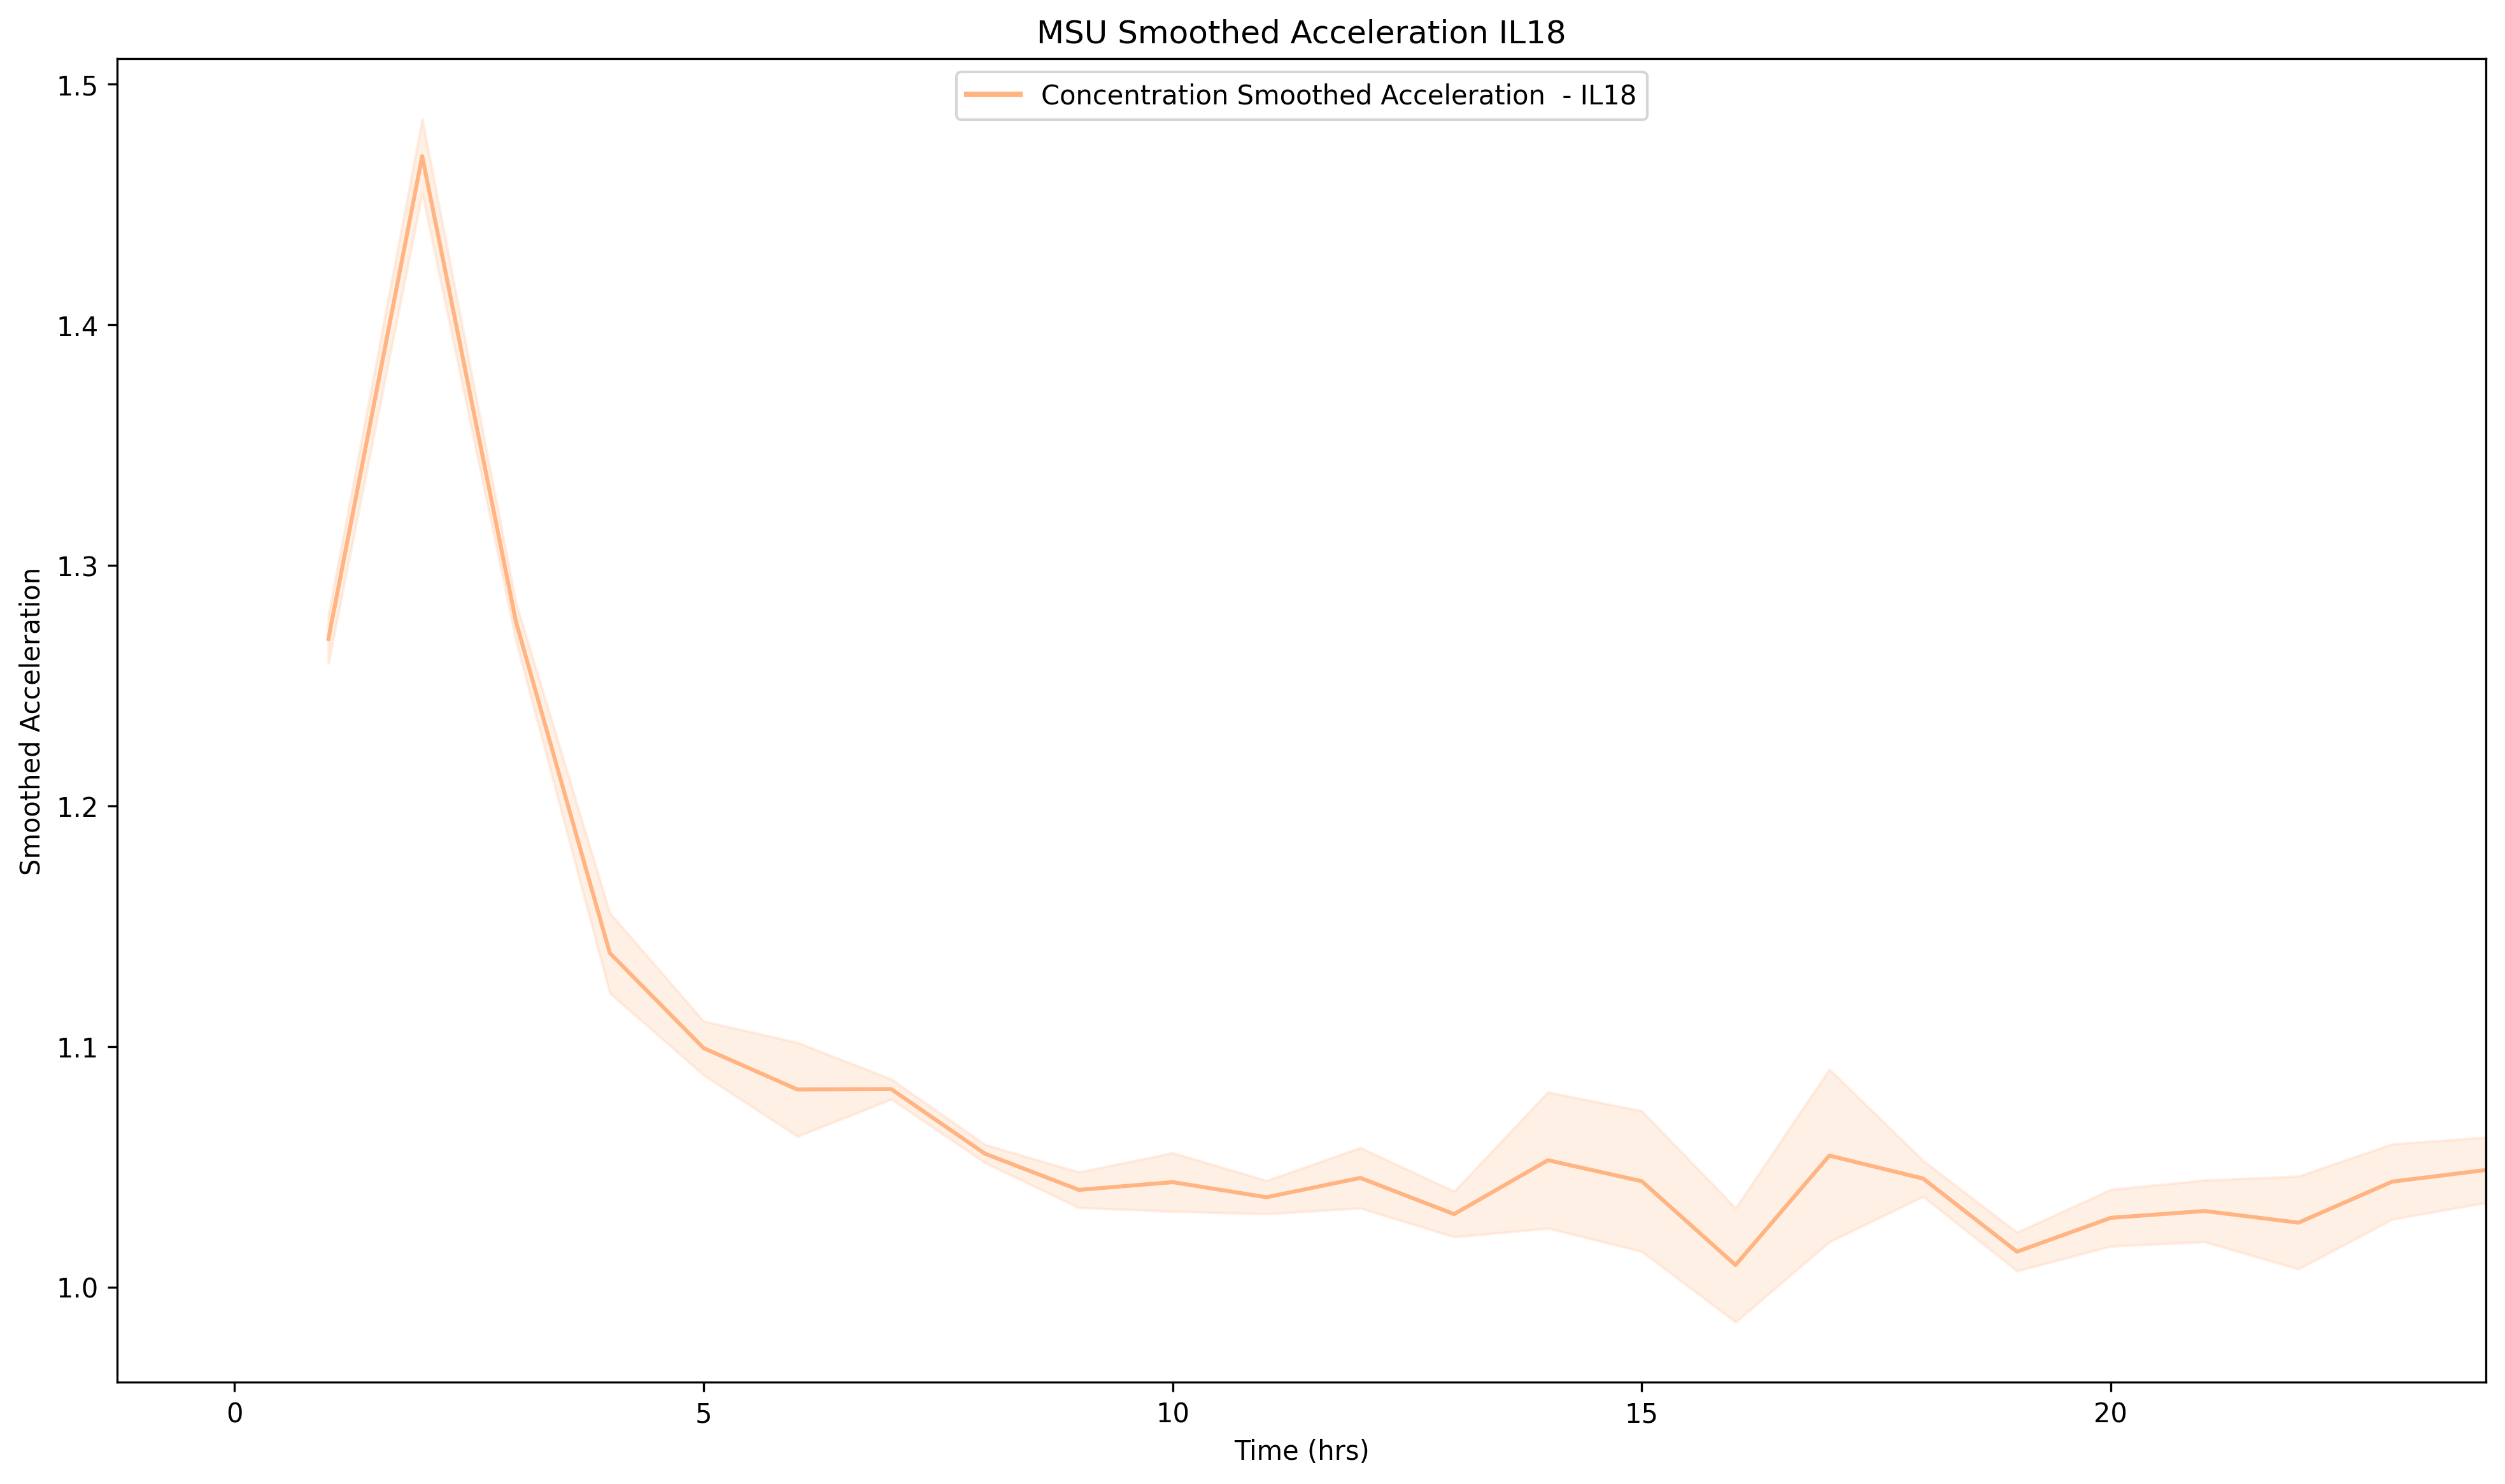 MSU Smoothed Acceleration IL18
Concentration Smoothed Acceleration  - IL18
Smoothed Acceleration
1.5
1.4
1.3
1.2
1.1
1.0
0
5
10
15
20
Time (hrs)